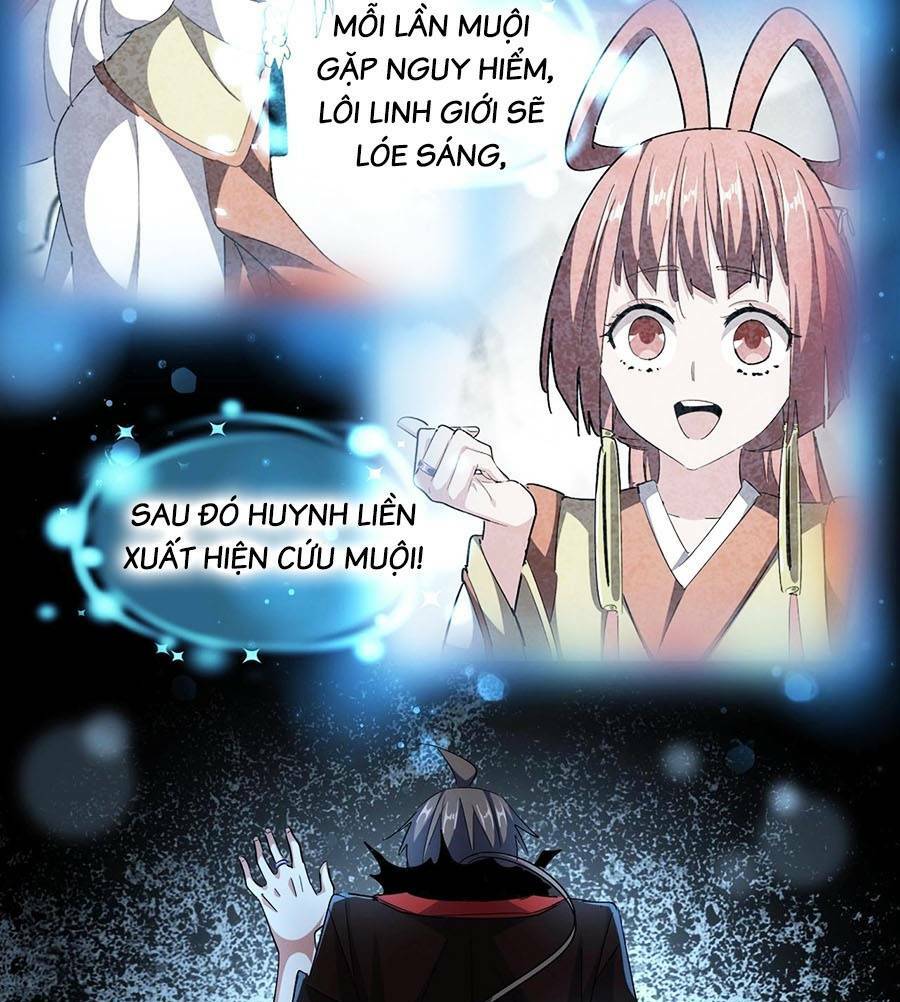 MỖI LẦN MUỘI
GẶP NGUY HIỂM,
LÔI LINH GIỚI SẼ
LÓE SÁNG,
SAU ĐÓ HUYNH LIỀN
XUẤT HIỆN CỨU MUỘI!